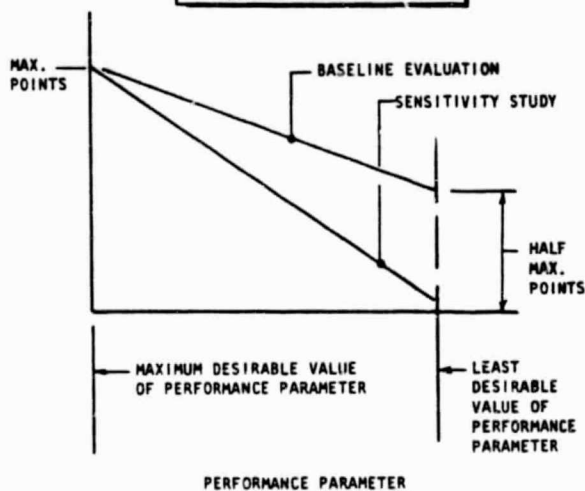 MAX.
POINTS
BASELINE EVALUATION
SENSITIVITY STUDY
HALF
MAX.
POINTS
MAXIMUM DESIRABLE VALUE
OF PERFORMANCE PARAMETER
LEAST
DESIRABLE
VALUE OF
PERFORMANCE
PARAMETER
PERFORMANCE PARAMETER